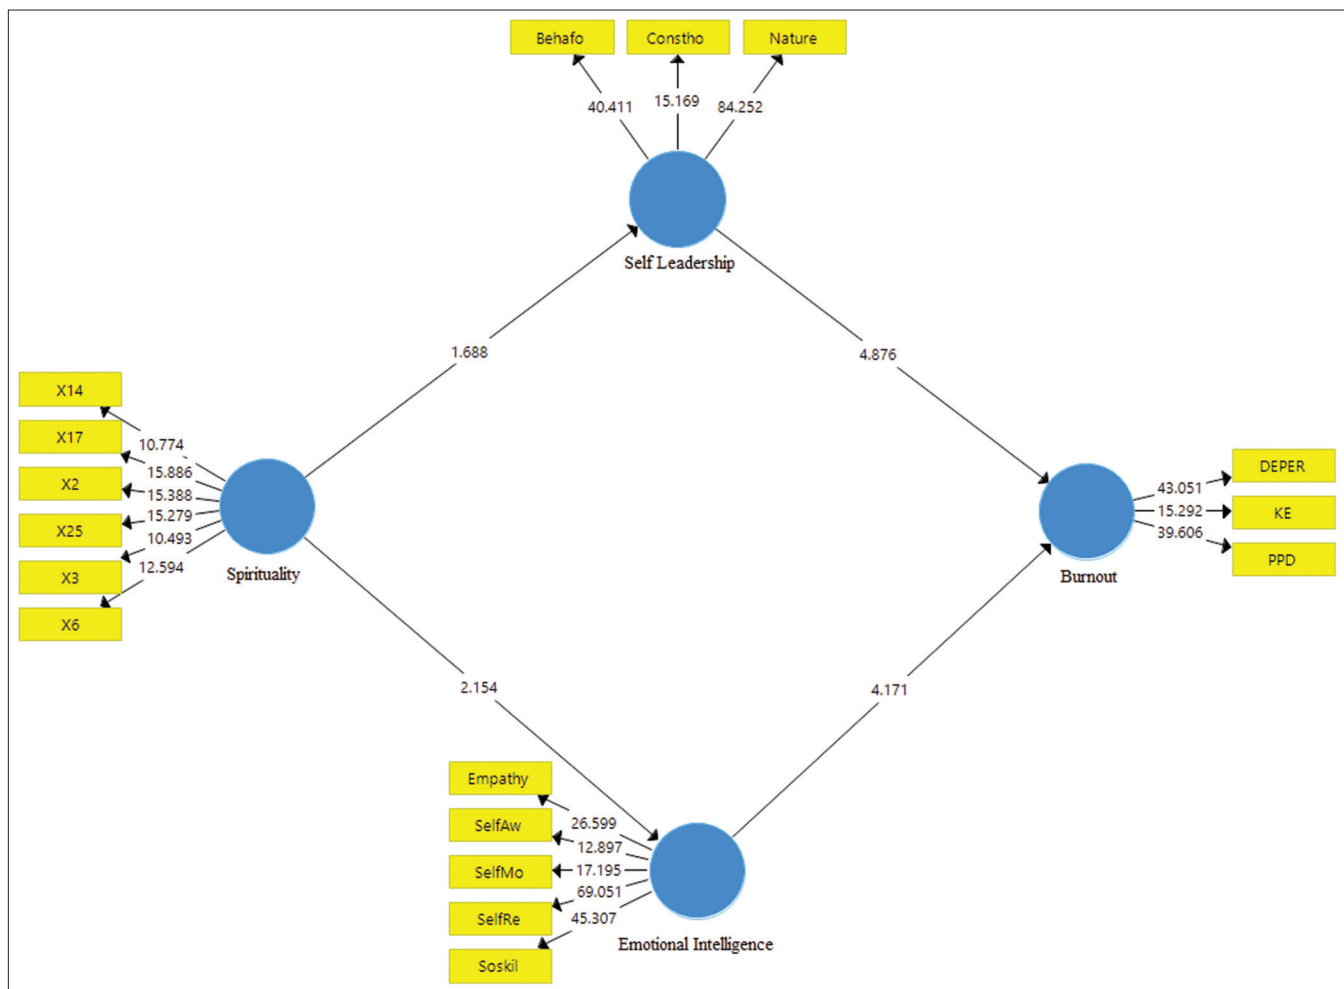 Behafo
Constho
Nature
40.411
15.169
84.252
Self Leadership
1.688
4.876
X14
X17
X2
X25
X3
X6
10.774
15.886
15.388
15.279
10.493
12.594
Spirituality
DEPER
KE
PPD
43.051
15.292
39.606
Burnout
2.154
4.171
Empathy
SelfAw
SelfMo
SelfRe
Soskil
26.599
12.897
17.195
69.051
45.307
Emotional Intelligence